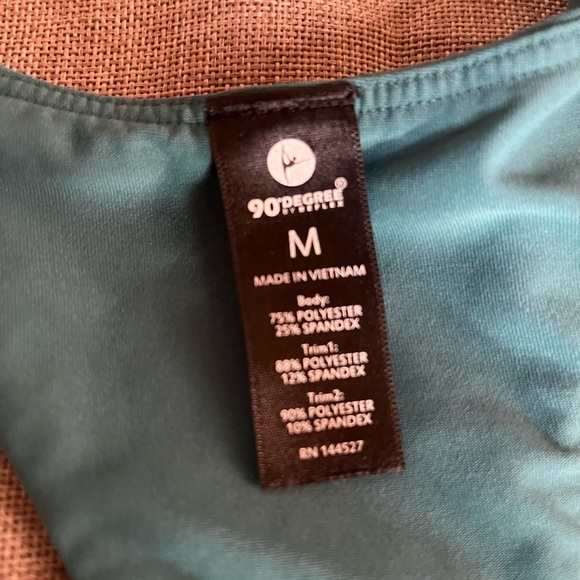 90°DEGREE®
BY REFLEX
M
MADE IN VIETNAM
Body:
75% POLYESTER
25% SPANDEX
Trim1:
88% POLYESTER
12% SPANDEX
Trim2:
90% POLYESTER
10% SPANDEX
RN 144527